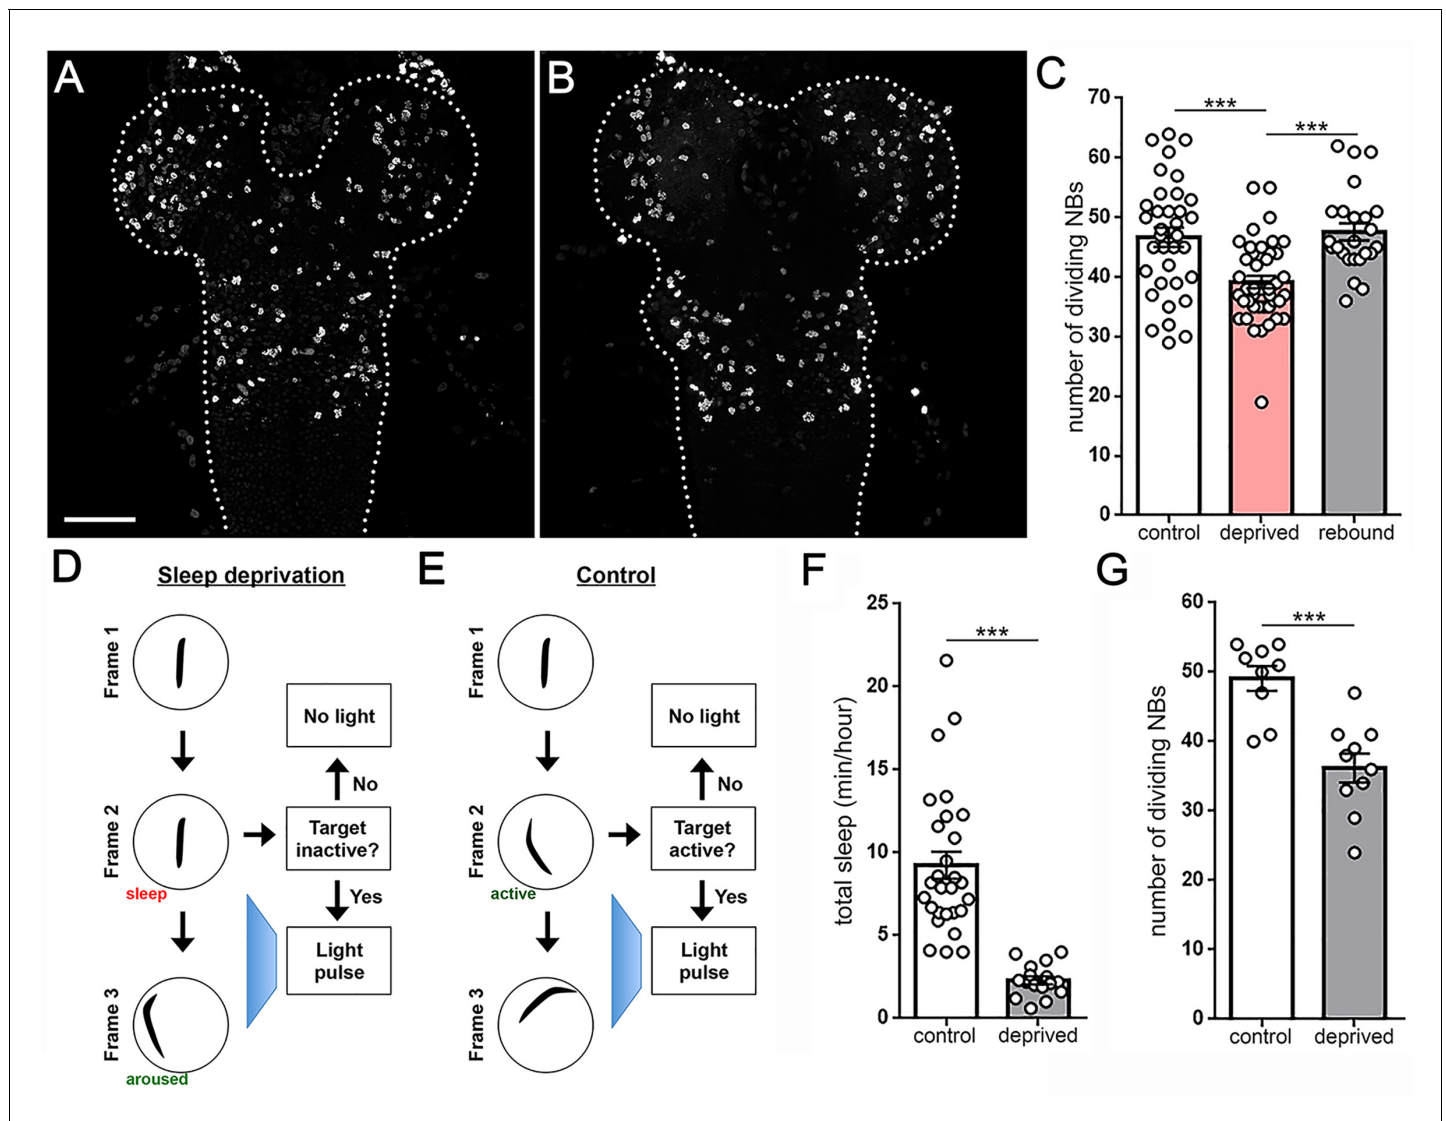 A
B
C
70
60
50
40
30
20
10
0
number of dividing NBs
***
***
control
deprived
rebound
D
Sleep deprivation
Frame 1
Frame 2
Frame 3
sleep
aroused
No light
No
Target
inactive?
Yes
Light
pulse
E
Control
Frame 1
Frame 2
Frame 3
active
No light
No
Target
active?
Yes
Light
pulse
F
25
20
15
10
5
0
total sleep (min/hour)
***
control
deprived
G
60
50
40
30
20
10
0
number of dividing NBs
***
control
deprived